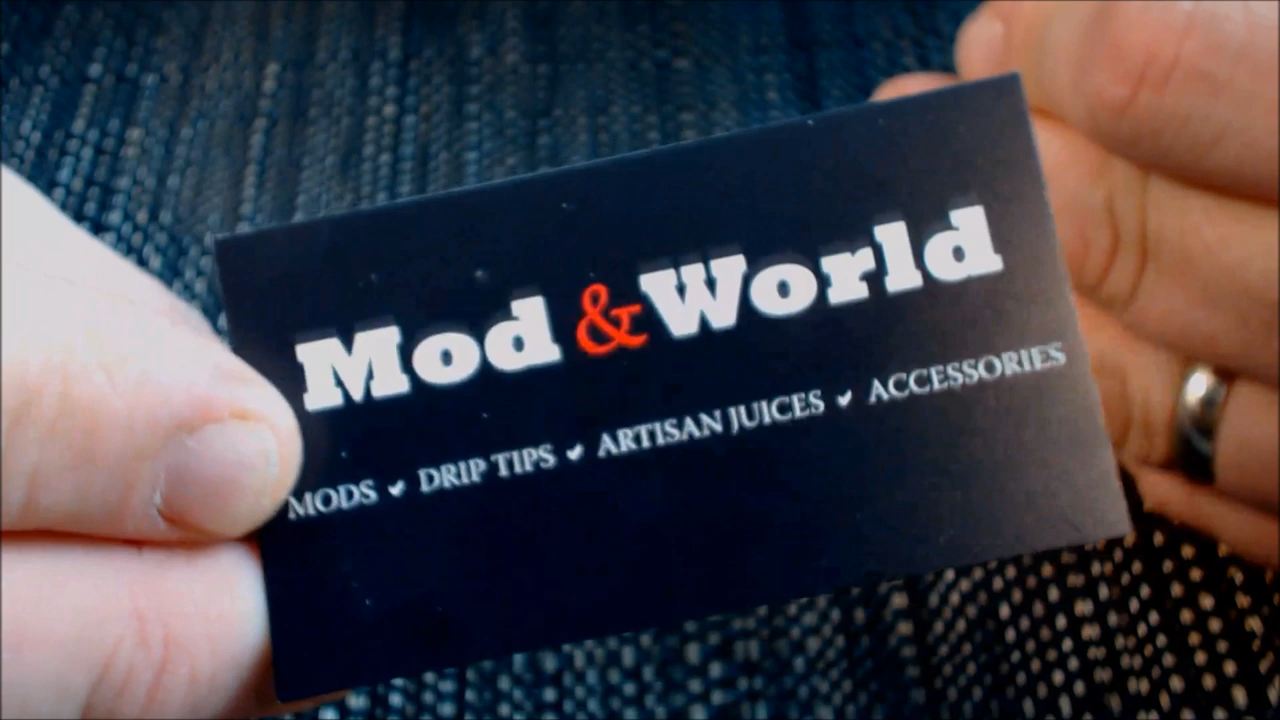 Mod &World
MODS ✓ DRIP TIPS ✓ ARTISAN JUICES ✓ ACCESSORIES